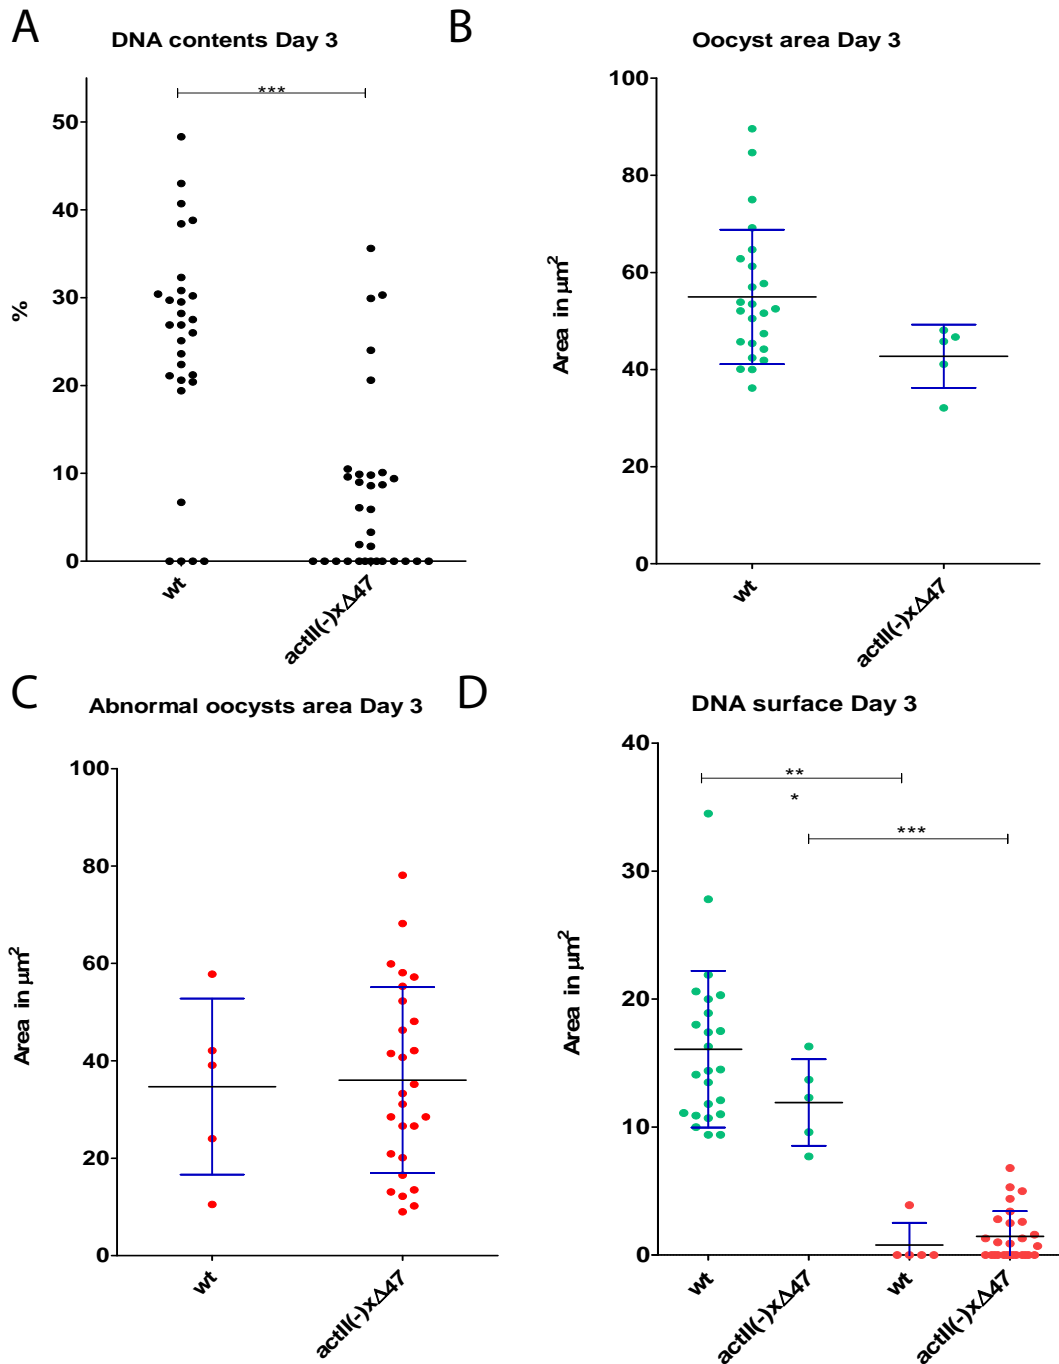 A
DNA contents Day 3
***
%
50
40
30
20
10
0
wt
actII(-)xΔ47
B
Oocyst area Day 3
Area in µm²
100
80
60
40
20
0
wt
actII(-)xΔ47
C
Abnormal oocysts area Day 3
Area in µm²
100
80
60
40
20
0
wt
actII(-)xΔ47
D
DNA surface Day 3
**
*
***
Area in µm²
40
30
20
10
0
wt
actII(-)xΔ47
wt
actII(-)xΔ47